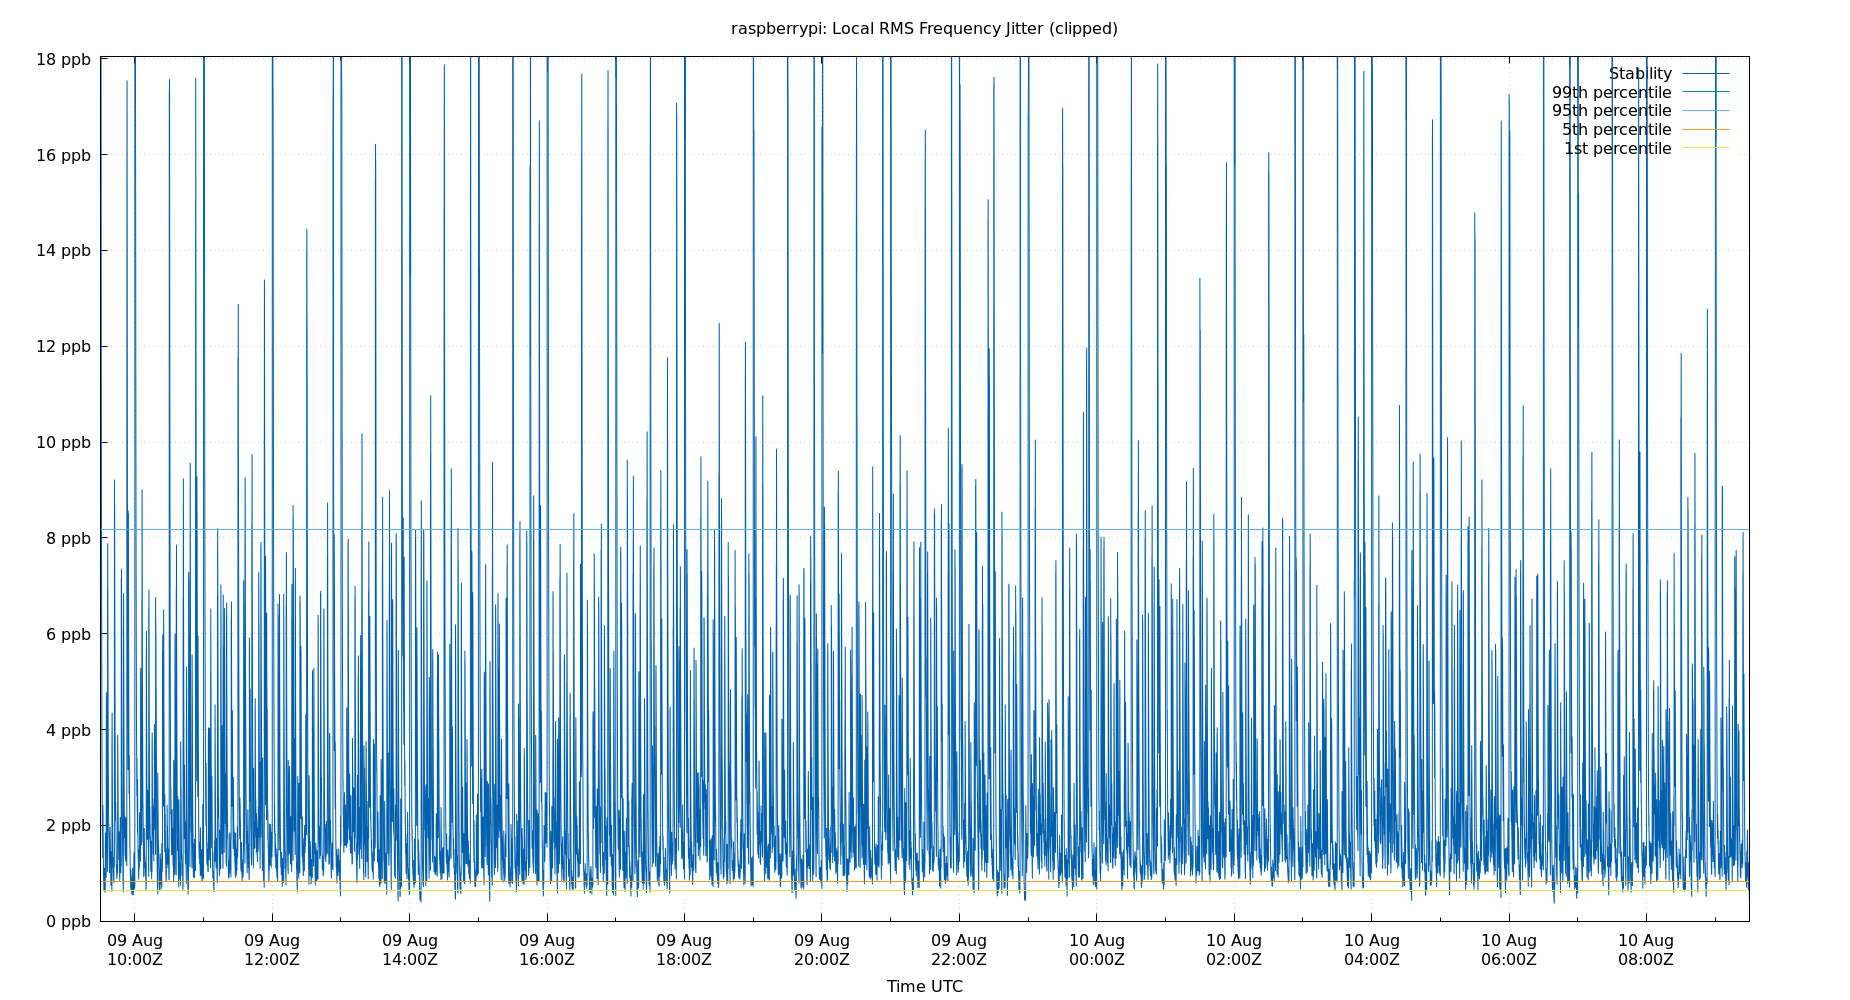 raspberrypi: Local RMS Frequency Jitter (clipped)
18 ppb
16 ppb
14 ppb
12 ppb
10 ppb
8 ppb
6 ppb
4 ppb
2 ppb
0 ppb
Stability
99th percentile
95th percentile
5th percentile
1st percentile
09 Aug 09 Aug 09 Aug 09 Aug 09 Aug 09 Aug 09 Aug 10 Aug 10 Aug 10 Aug 10 Aug 10 Aug
10:00Z 12:00Z 14:00Z 16:00Z 18:00Z 20:00Z 22:00Z 00:00Z 02:00Z 04:00Z 06:00Z 08:00Z
Time UTC